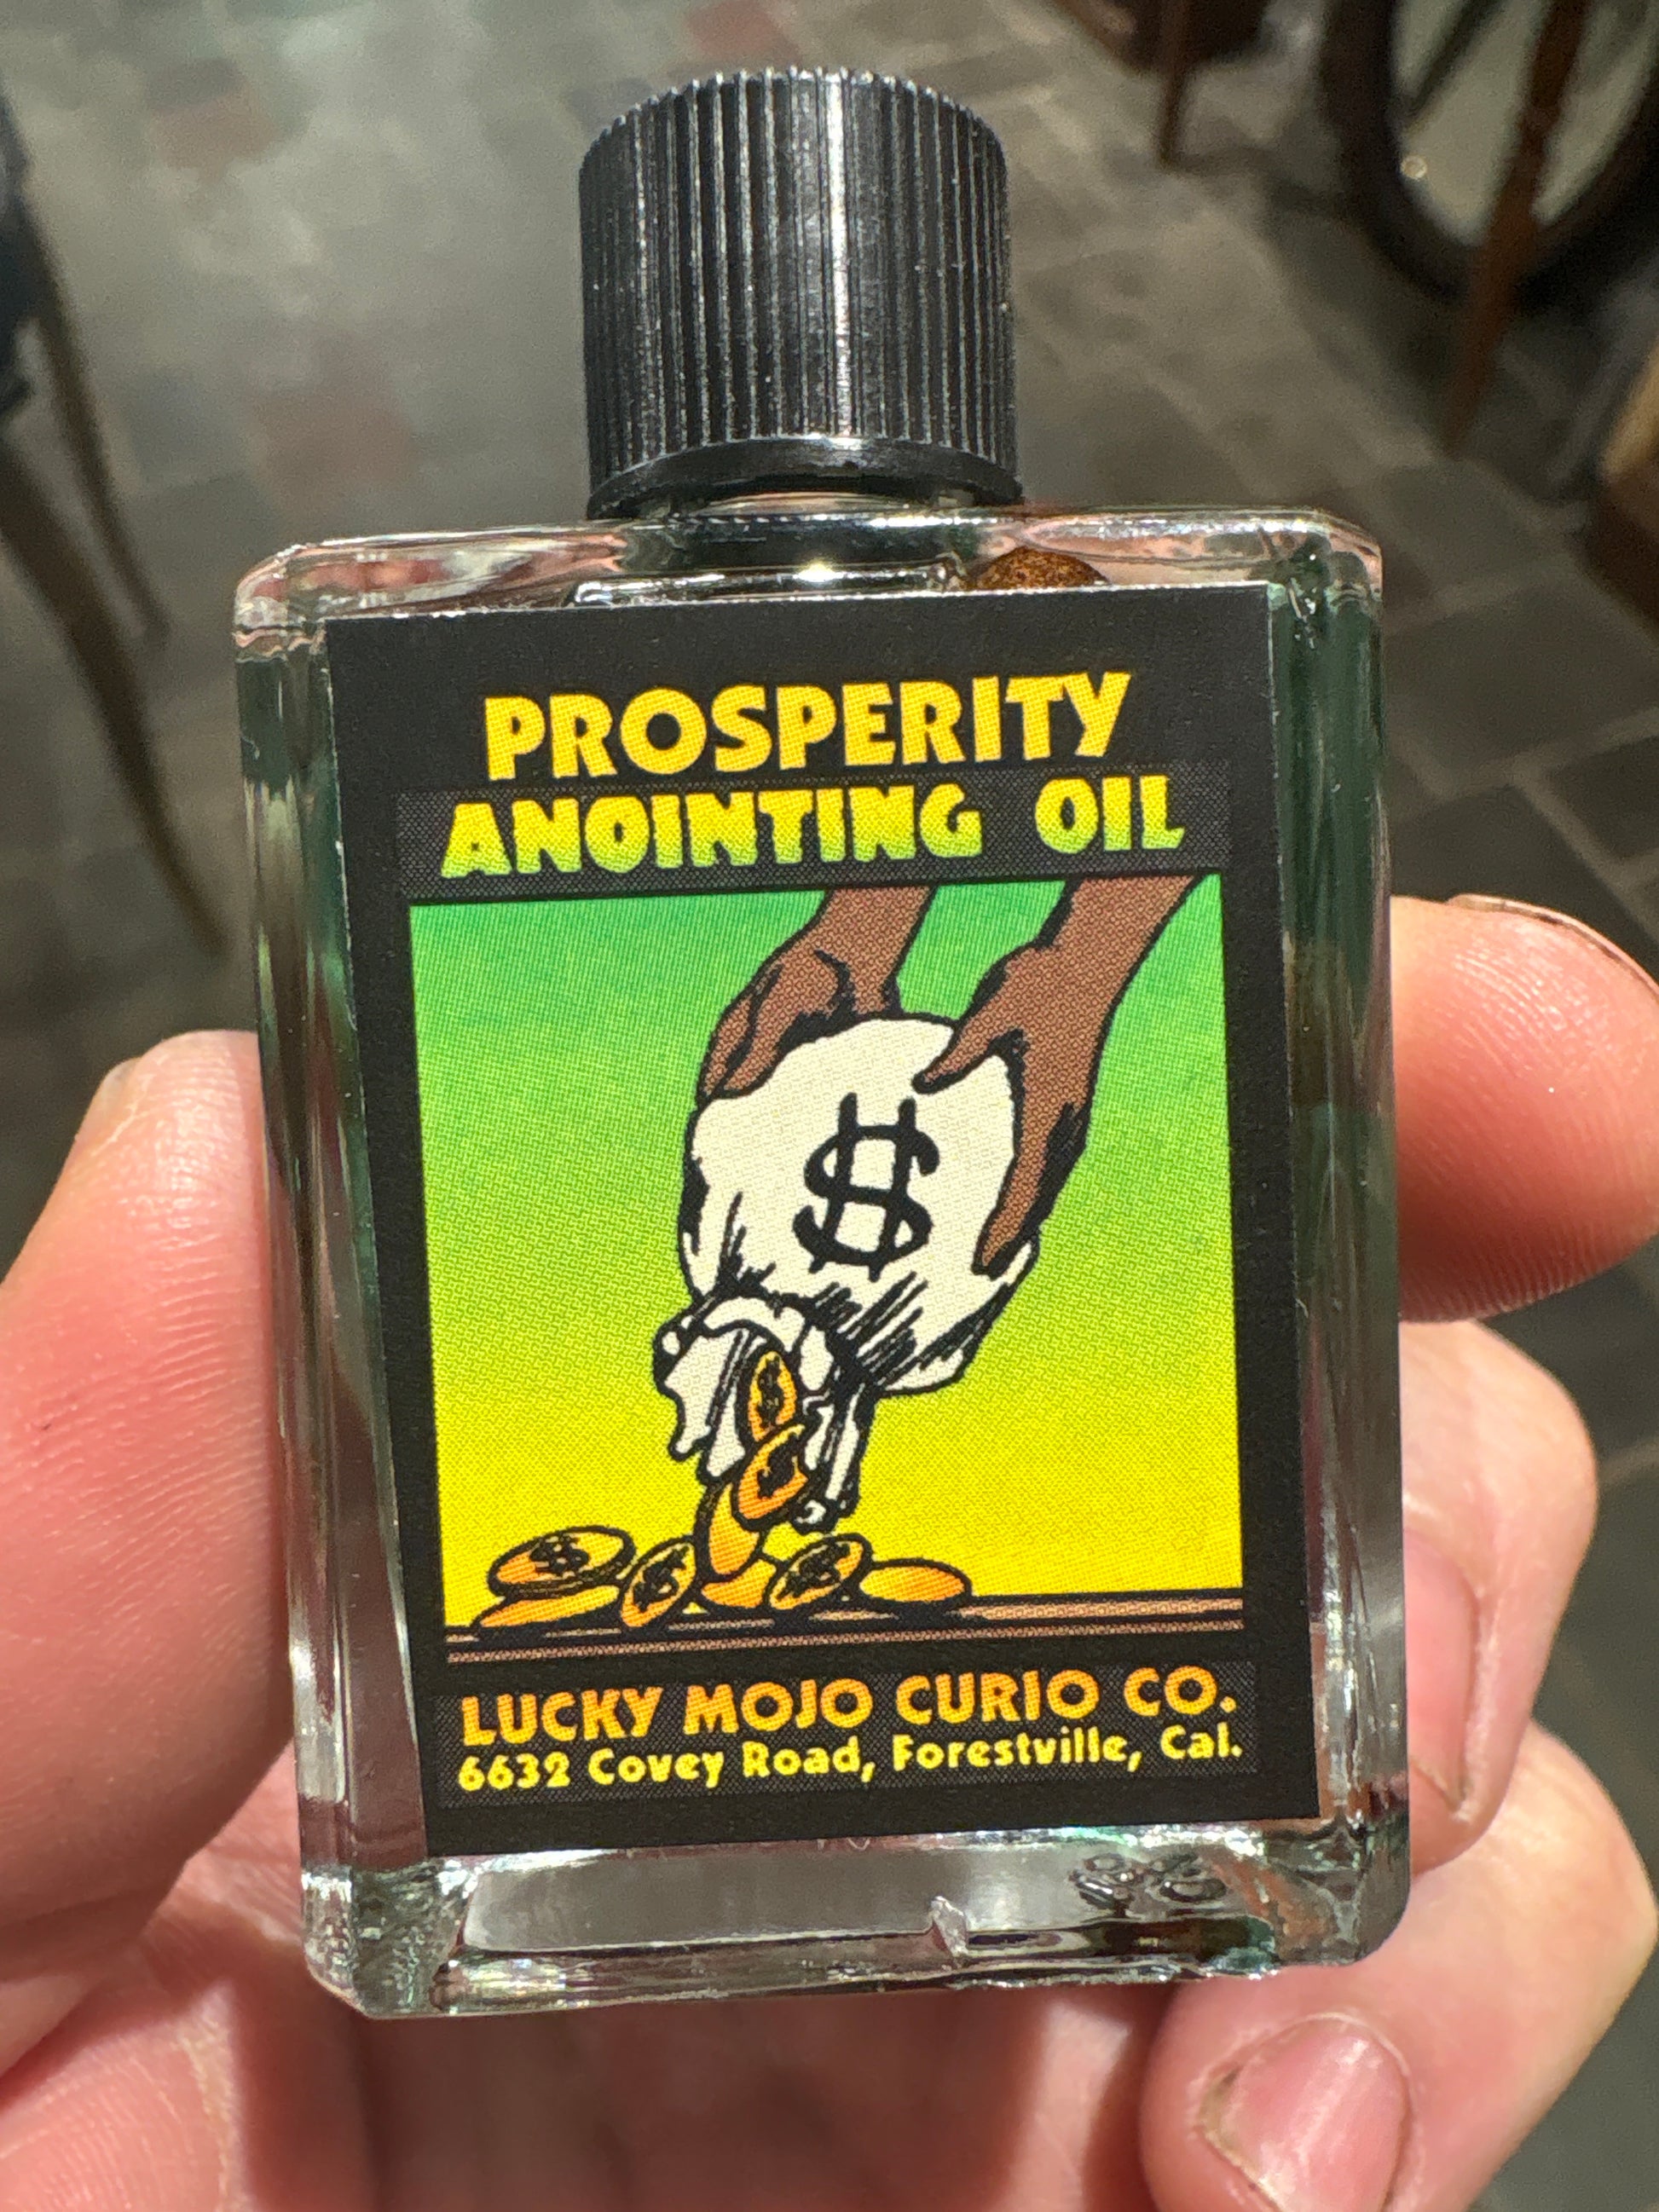 PROSPERITY
ANOINTING OIL
$
$
$
$
$
LUCKY MOJO CURIO CO.
6632 Covey Road, Forestville, Cal.